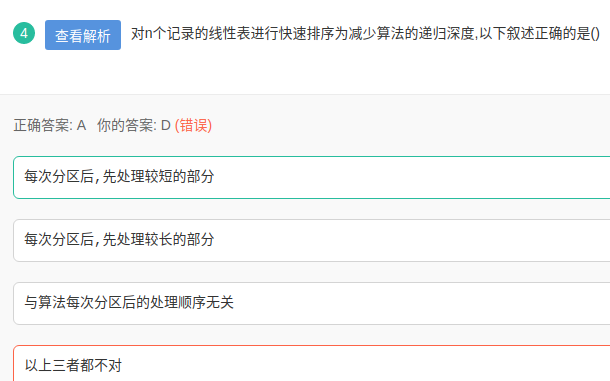 4 查看解析 对n个记录的线性表进行快速排序为减少算法的递归深度,以下叙述正确的是()
正确答案: A 你的答案: D (错误)
每次分区后,先处理较短的部分
每次分区后,先处理较长的部分
与算法每次分区后的处理顺序无关
以上三者都不对